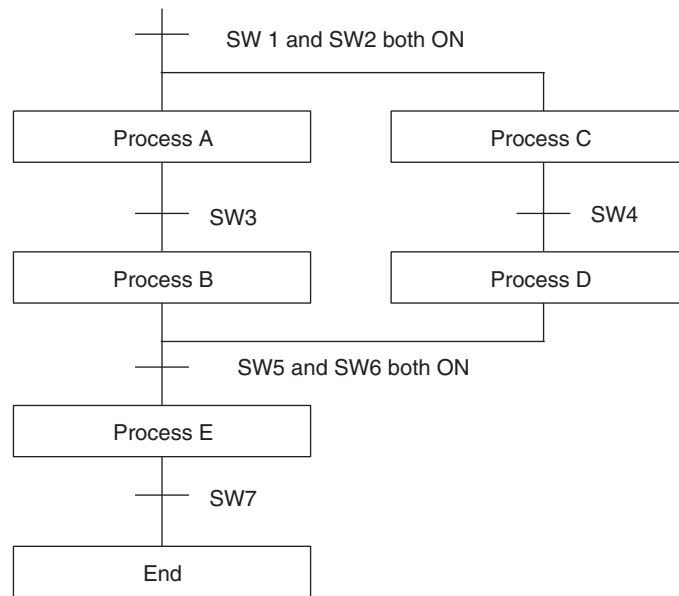 SW 1 and SW2 both ON
Process A
Process C
SW3
SW4
Process B
Process D
SW5 and SW6 both ON
Process E
SW7
End